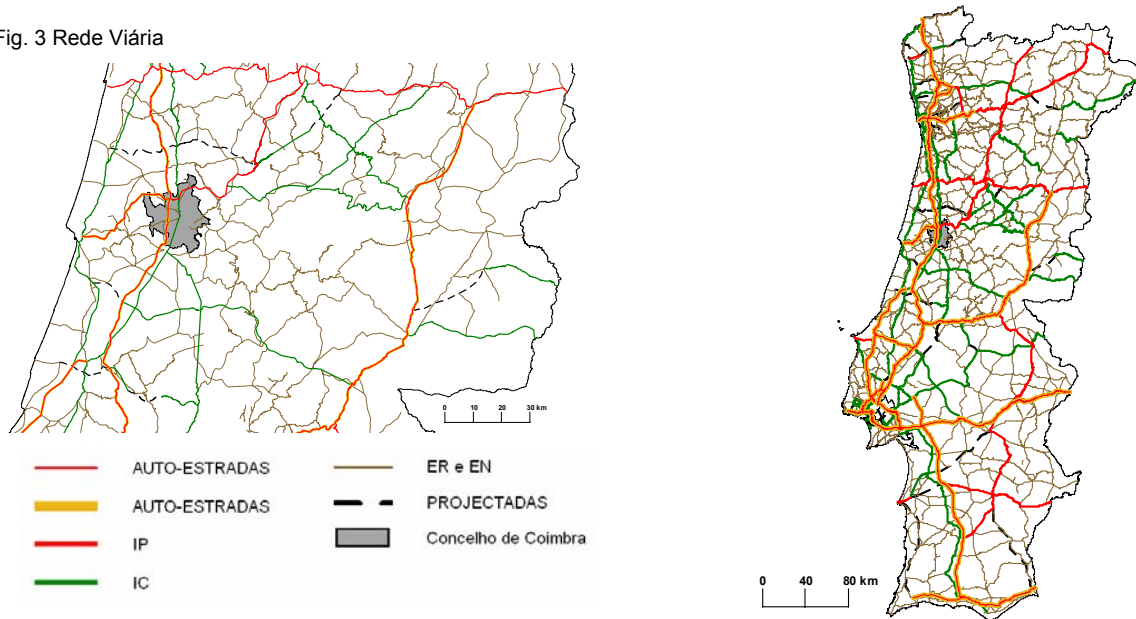 Fig. 3 Rede Viária
0 10 20 30 km
AUTO-ESTRADAS
AUTO-ESTRADAS
IP
IC
ER e EN
PROJECTADAS
Concelho de Coimbra
0 40 80 km